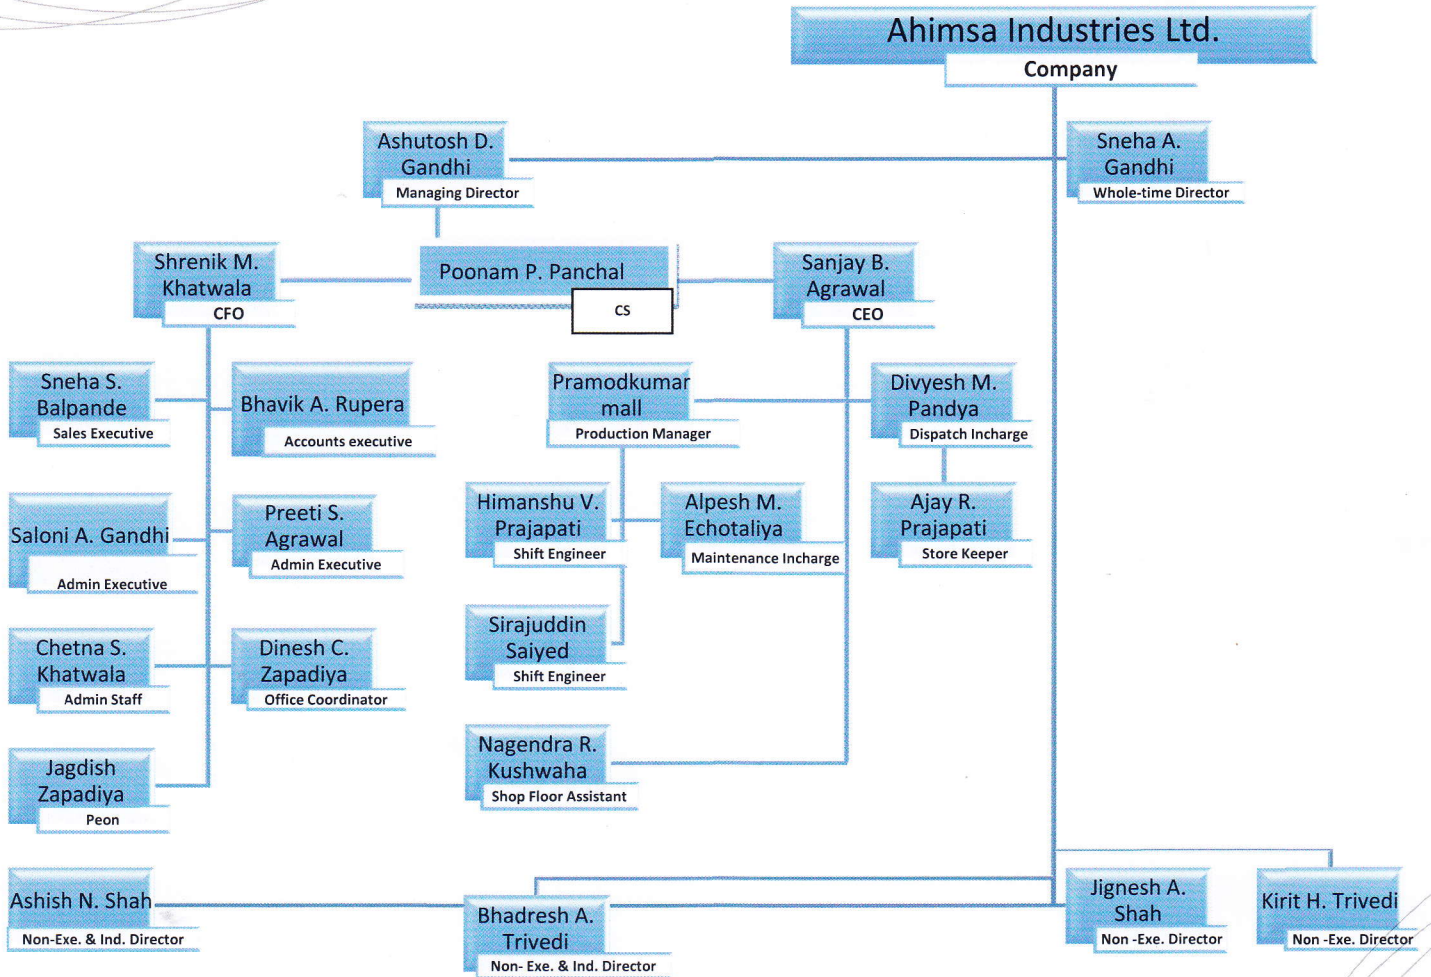 Ahimsa Industries Ltd.
Company
Ashutosh D.
Gandhi
Managing Director
Sneha A.
Gandhi
Whole-time Director
Shrenik M.
Khatwala
CFO
Poonam P. Panchal
CS
Sanjay B.
Agrawal
CEO
Sneha S.
Balpande
Sales Executive
Bhavik A. Rupera
Accounts executive
Pramodkumar
mall
Production Manager
Divyesh M.
Pandya
Dispatch Incharge
Saloni A. Gandhi
Admin Executive
Preeti S.
Agrawal
Admin Executive
Himanshu V.
Prajapati
Shift Engineer
Alpesh M.
Echotaliya
Maintenance Incharge
Ajay R.
Prajapati
Store Keeper
Chetna S.
Khatwala
Admin Staff
Dinesh C.
Zapadiya
Office Coordinator
Sirajuddin
Saiyed
Shift Engineer
Jagdish
Zapadiya
Peon
Nagendra R.
Kushwaha
Shop Floor Assistant
Ashish N. Shah
Non-Exe. & Ind. Director
Bhadresh A.
Trivedi
Non- Exe. & Ind. Director
Jignesh A.
Shah
Non -Exe. Director
Kirit H. Trivedi
Non -Exe. Director